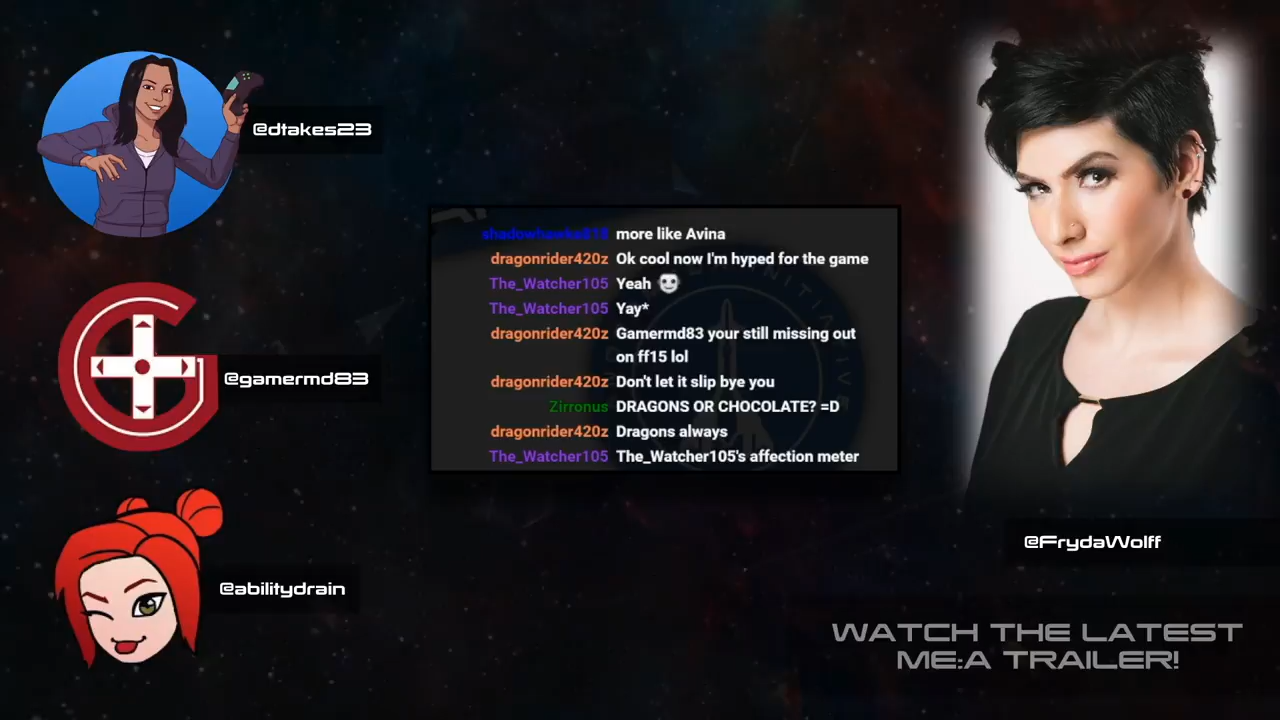 @dtakes23
@gamermd83
@abilitydrain
more like Avina
dragonrider420z Ok cool now I'm hyped for the game
The_Watcher105 Yeah
The_Watcher105 Yay*
dragonrider420z Gamermd83 your still missing out
on ff15 lol
dragonrider420z Don't let it slip bye you
Zirronus DRAGONS OR CHOCOLATE? =D
dragonrider420z Dragons always
The_Watcher105 The_Watcher105's affection meter
@FrydaWolff
WATCH THE LATEST
ME:A TRAILER!